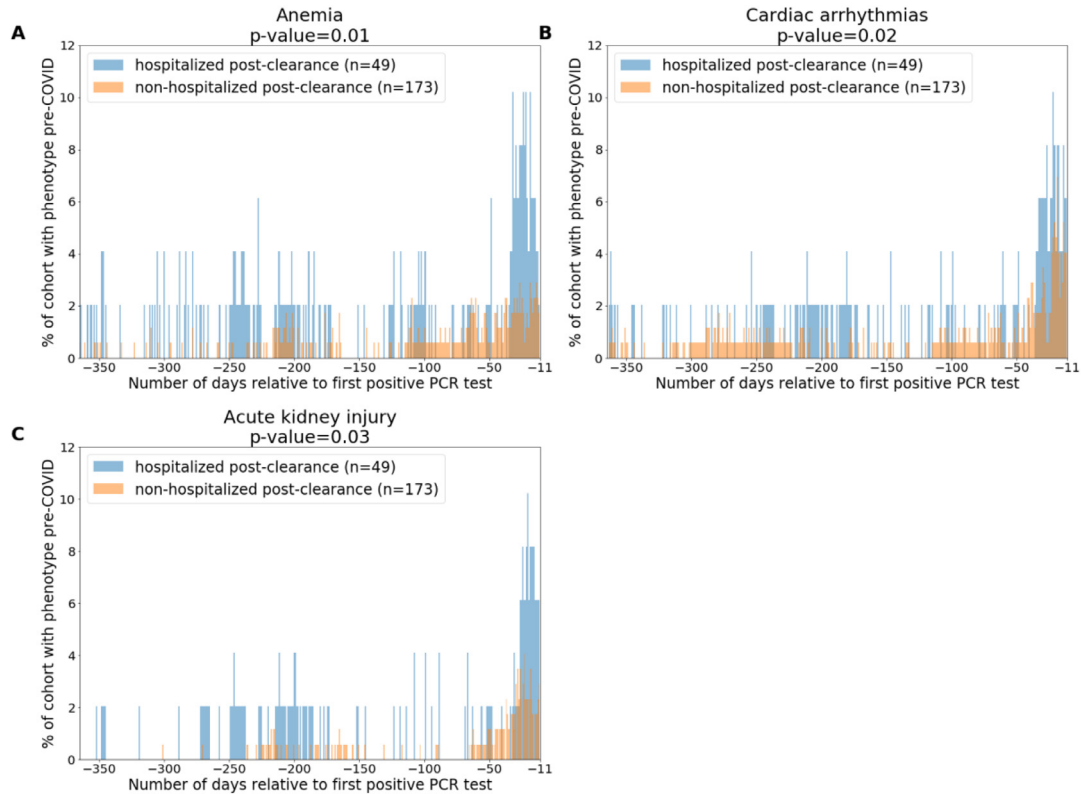 A
Anemia
p-value=0.01
% of cohort with phenotype pre-COVID
12
10
8
6
4
2
0
hospitalized post-clearance (n=49)
non-hospitalized post-clearance (n=173)
−350 −300 −250 −200 −150 −100 −50 −11
Number of days relative to first positive PCR test
B
Cardiac arrhythmias
p-value=0.02
% of cohort with phenotype pre-COVID
12
10
8
6
4
2
0
hospitalized post-clearance (n=49)
non-hospitalized post-clearance (n=173)
−350 −300 −250 −200 −150 −100 −50 −11
Number of days relative to first positive PCR test
C
Acute kidney injury
p-value=0.03
% of cohort with phenotype pre-COVID
12
10
8
6
4
2
0
hospitalized post-clearance (n=49)
non-hospitalized post-clearance (n=173)
−350 −300 −250 −200 −150 −100 −50 −11
Number of days relative to first positive PCR test